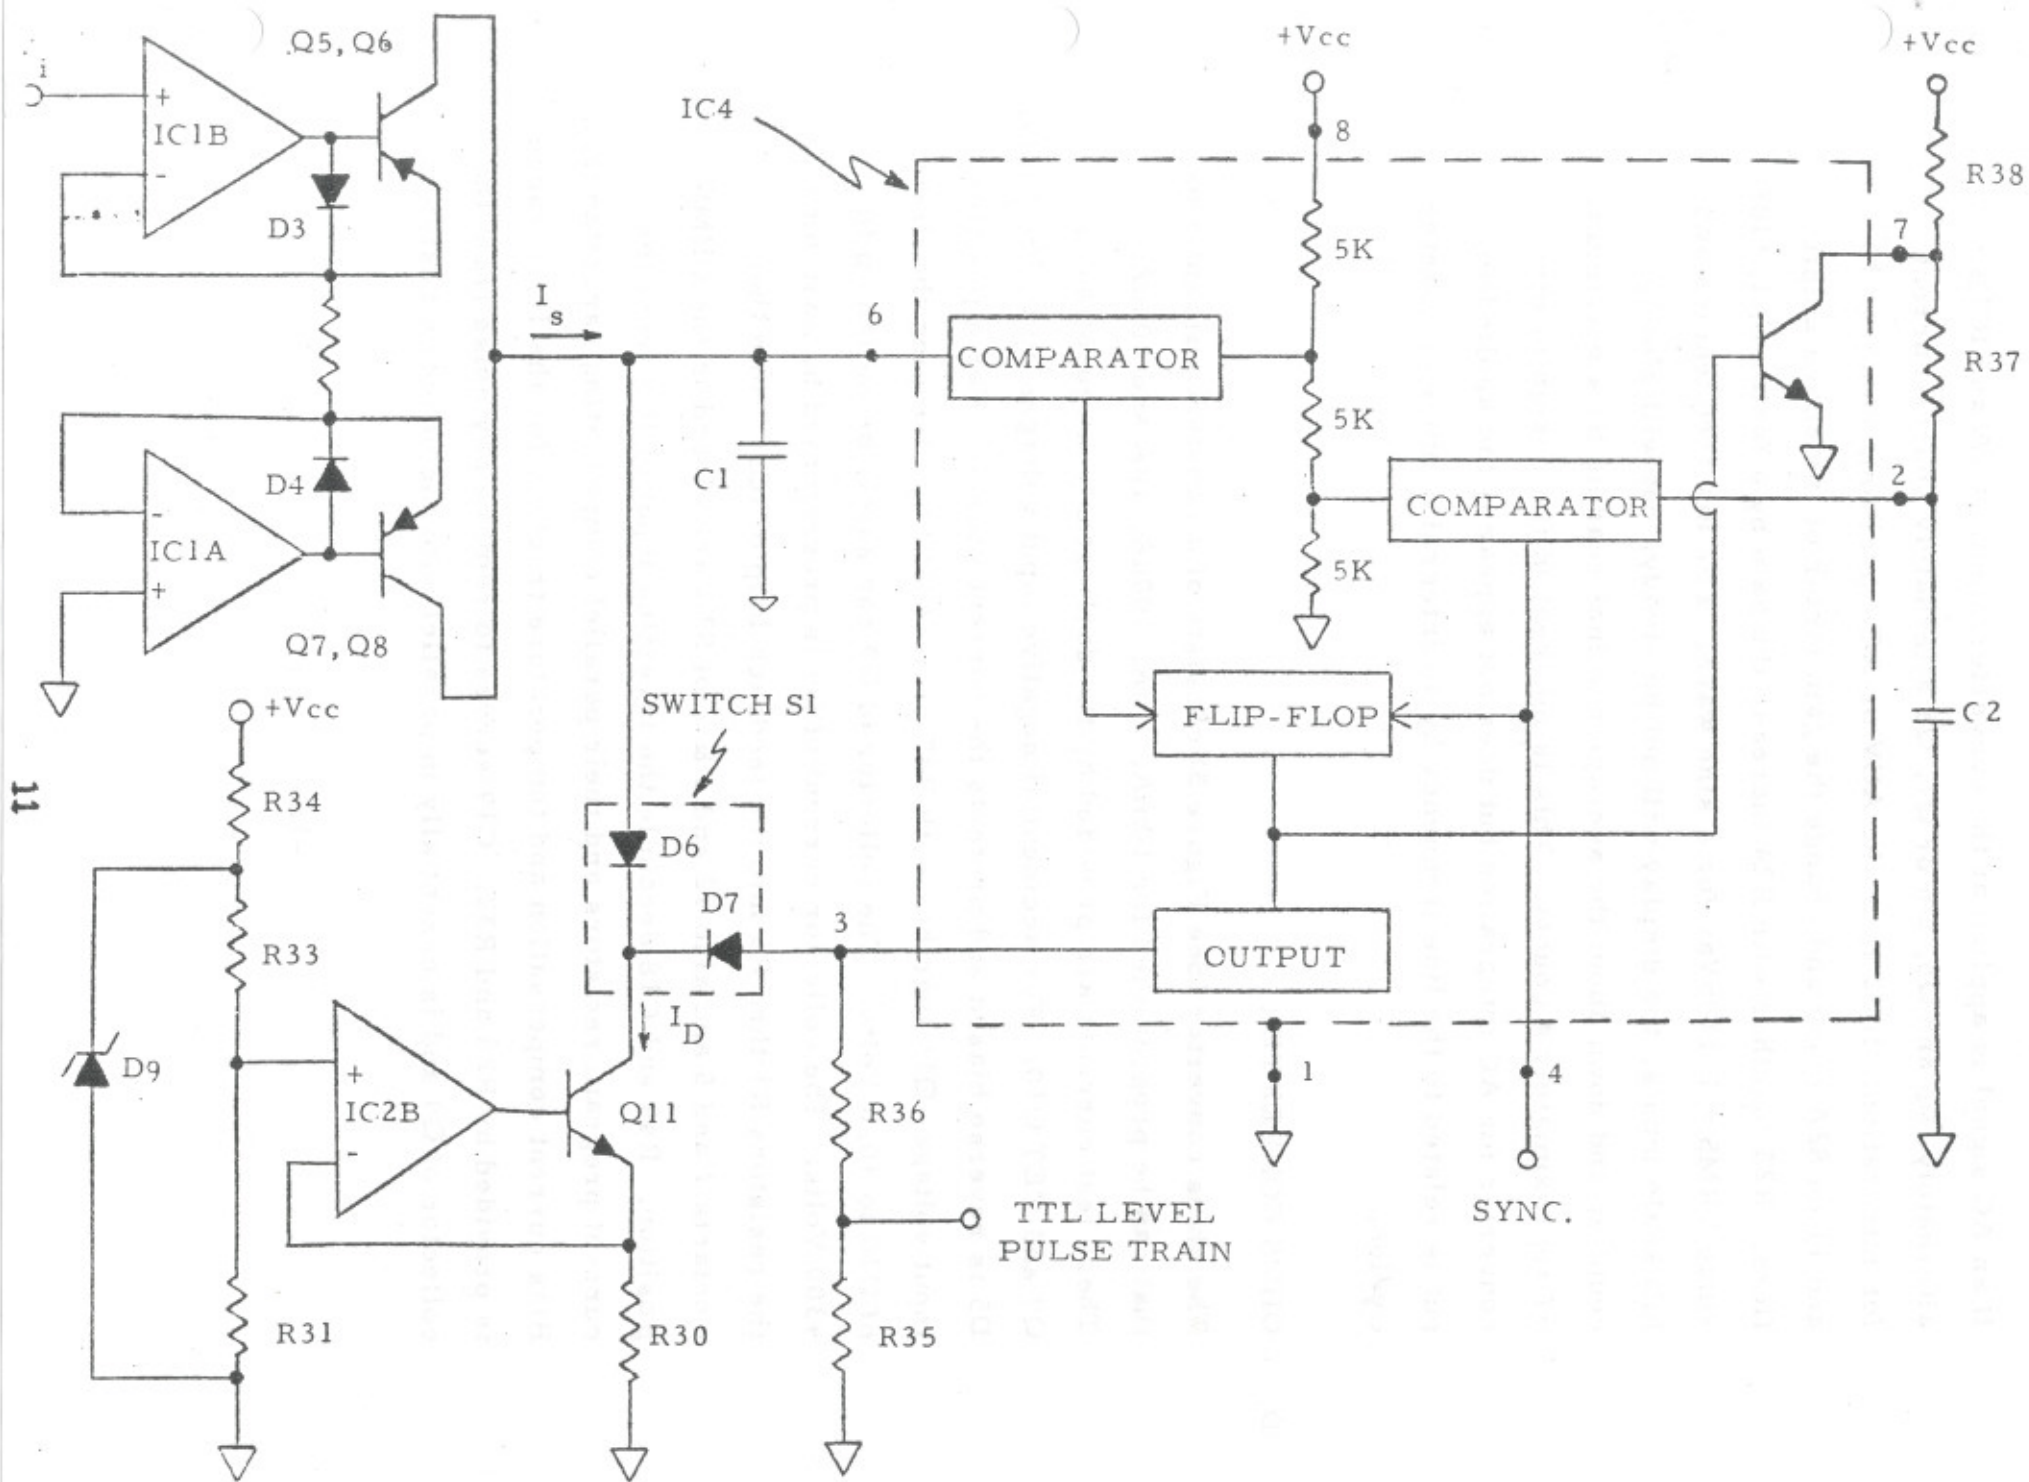 Q5, Q6
+Vcc
+Vcc
i
IC4
+
IC1B
-
8
R38
D3
7
5K
I
s
6
R37
COMPARATOR
5K
D4
C1
2
COMPARATOR
-
IC1A
+
5K
Q7, Q8
SWITCH S1
+Vcc
FLIP-FLOP
C2
11
R34
D6
D7
3
R33
OUTPUT
I
D
D9
+
IC2B
-
Q11
R36
1
4
TTL LEVEL
PULSE TRAIN
SYNC.
R31
R30
R35